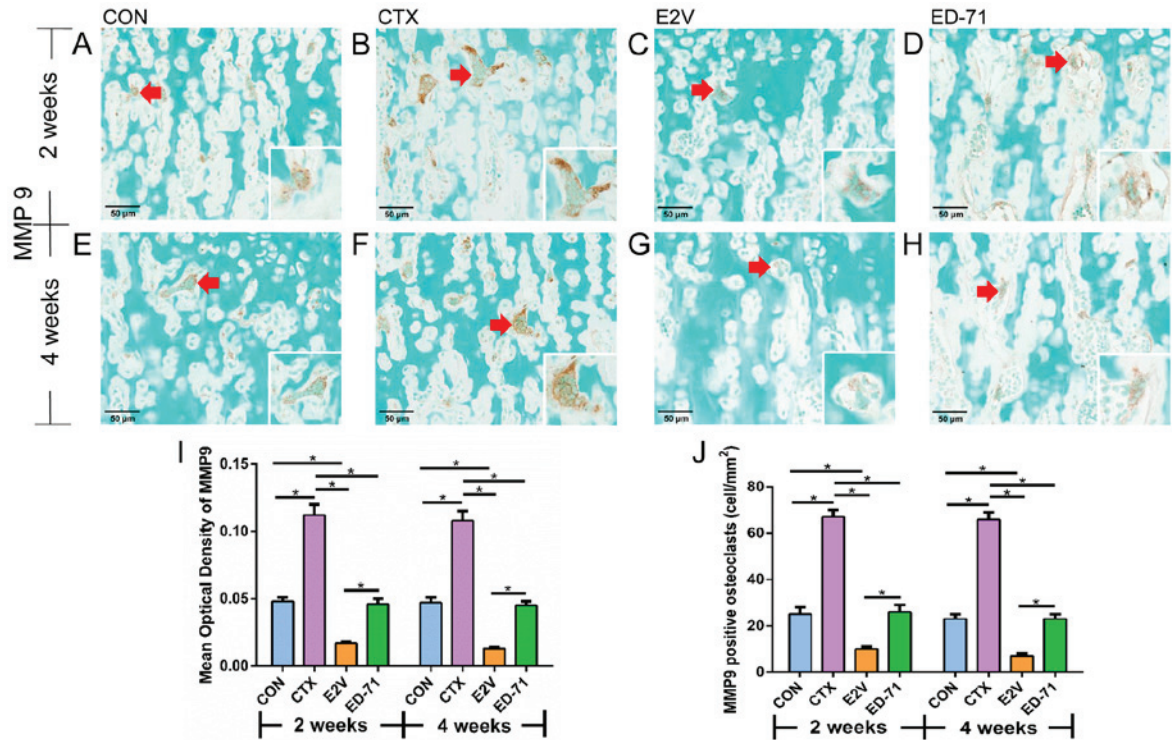 CON CTX E2V ED-71
A B C D
2 weeks
50 µm 50 µm 50 µm 50 µm
MMP 9
E F G H
4 weeks
50 µm 50 µm 50 µm 50 µm
I
Mean Optical Density of MMP9
0.15
0.10
0.05
0.00
* * * * * * * * * *
CON CTX E2V ED-71 CON CTX E2V ED-71
2 weeks 4 weeks
J
MMP9 positive osteoclasts (cell/mm²)
80
60
40
20
0
* * * * * * * * * *
CON CTX E2V ED-71 CON CTX E2V ED-71
2 weeks 4 weeks